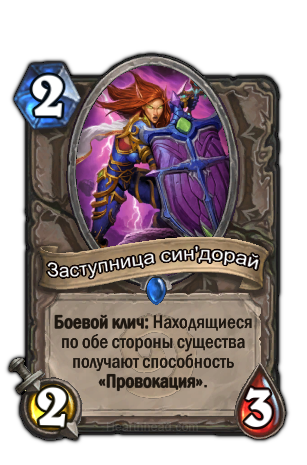 2
Заступница син'дорай
Боевой клич: Находящиеся
по обе стороны существа
получают способность
«Провокация».
2
3